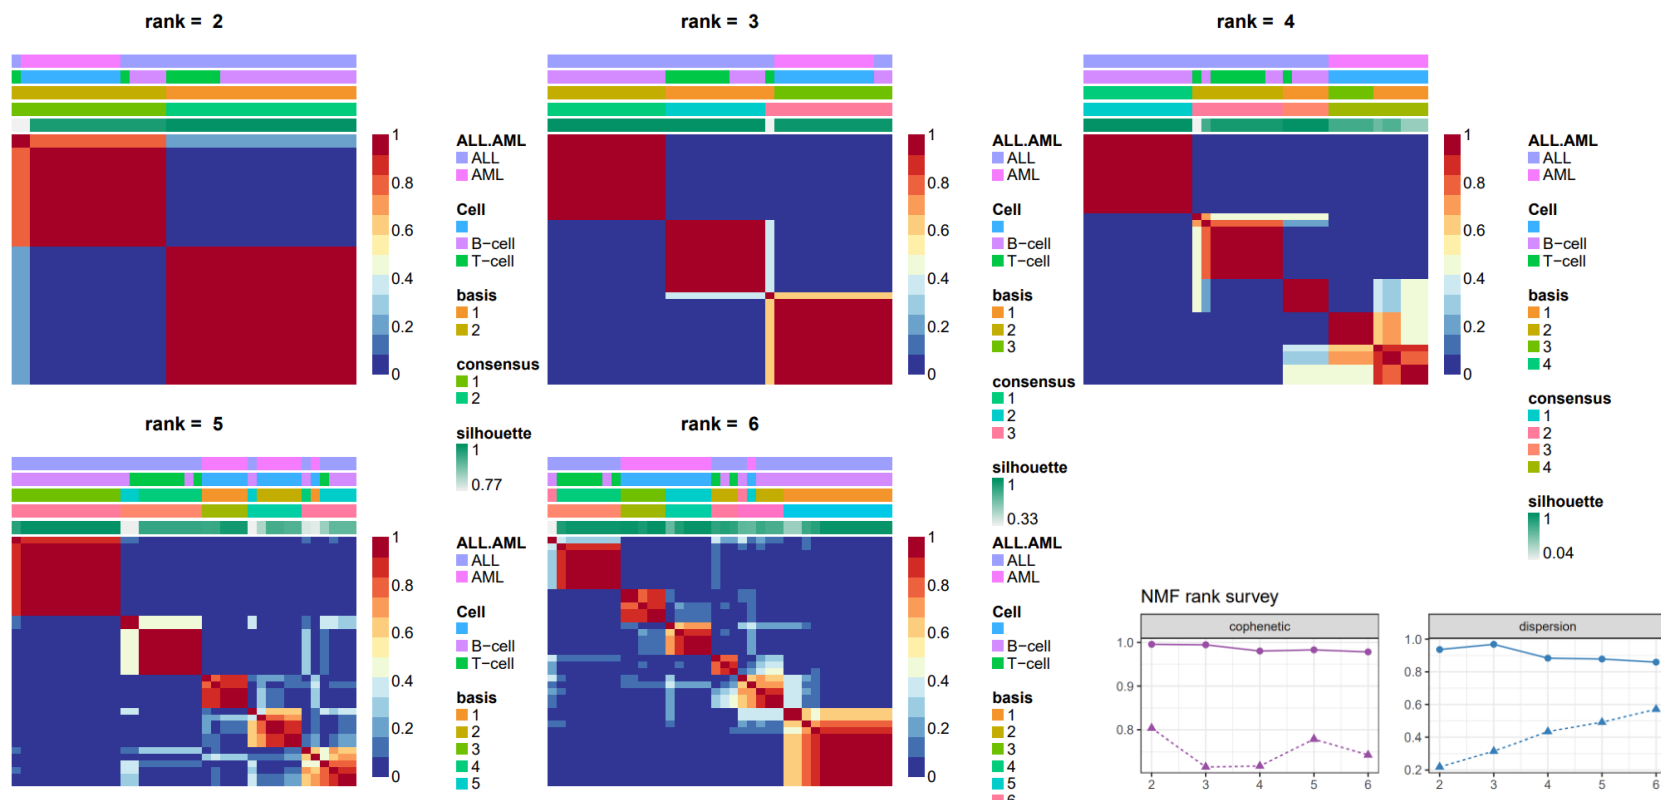 rank = 2
1
0.8
0.6
0.4
0.2
0
ALL.AML
ALL
AML
Cell
B−cell
T−cell
basis
1
2
consensus
1
2
silhouette
1
0.77
rank = 3
1
0.8
0.6
0.4
0.2
0
ALL.AML
ALL
AML
Cell
B−cell
T−cell
basis
1
2
3
consensus
1
2
3
silhouette
1
0.33
rank = 4
1
0.8
0.6
0.4
0.2
0
ALL.AML
ALL
AML
Cell
B−cell
T−cell
basis
1
2
3
4
consensus
1
2
3
4
silhouette
1
0.04
rank = 5
1
0.8
0.6
0.4
0.2
0
ALL.AML
ALL
AML
Cell
B−cell
T−cell
basis
1
2
3
4
5
rank = 6
1
0.8
0.6
0.4
0.2
0
ALL.AML
ALL
AML
Cell
B−cell
T−cell
basis
1
2
3
4
5
6
NMF rank survey
cophenetic
1.0
0.9
0.8
2 3 4 5 6
dispersion
1.0
0.8
0.6
0.4
0.2
2 3 4 5 6